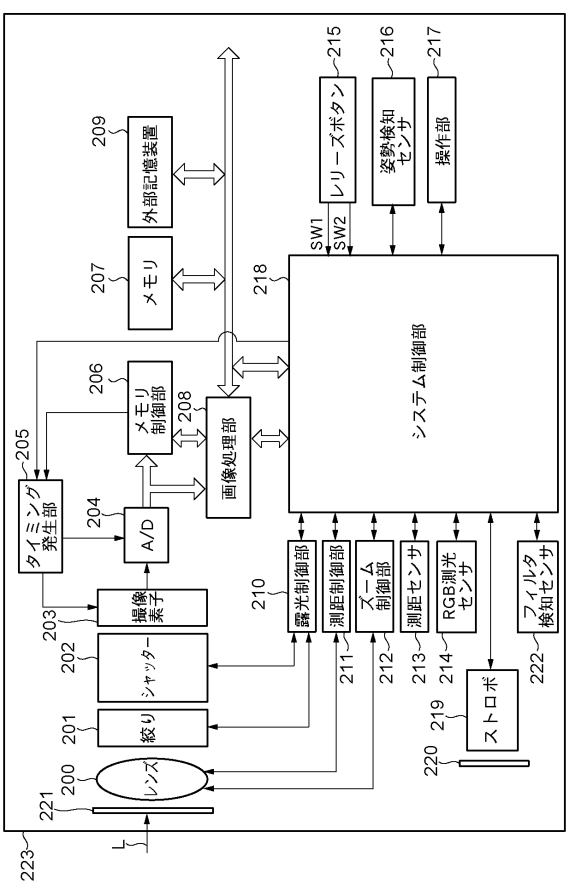 215
216
217
レリーズボタン
姿勢検知
センサ
操作部
SW1
SW2
209
外部記憶装置
207
メモリ
218
システム制御部
206
メモリ
制御部
208
画像処理部
205
タイミング
発生部
204
A/D
203
撮像
素子
202
シャッター
201
絞り
200
レンズ
221
L
223
210
露光制御部
211
測距制御部
212
ズーム
制御部
213
測距センサ
214
RGB測光
センサ
219
ストロボ
220
222
フィルタ
検知センサ